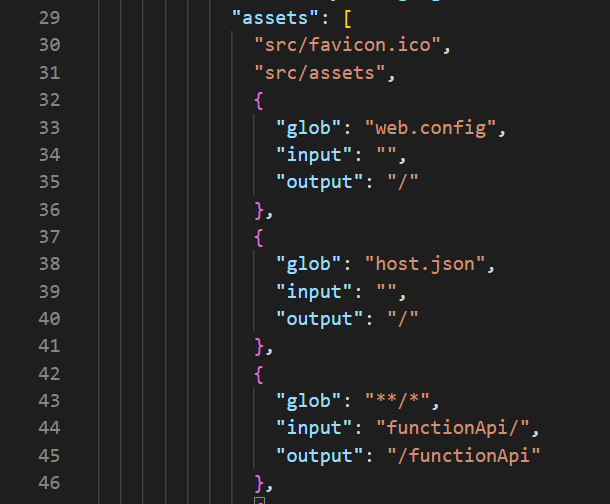 29 "assets": [
30 "src/favicon.ico",
31 "src/assets",
32 {
33 "glob": "web.config",
34 "input": "",
35 "output": "/"
36 },
37 {
38 "glob": "host.json",
39 "input": "",
40 "output": "/"
41 },
42 {
43 "glob": "**/*",
44 "input": "functionApi/",
45 "output": "/functionApi"
46 },